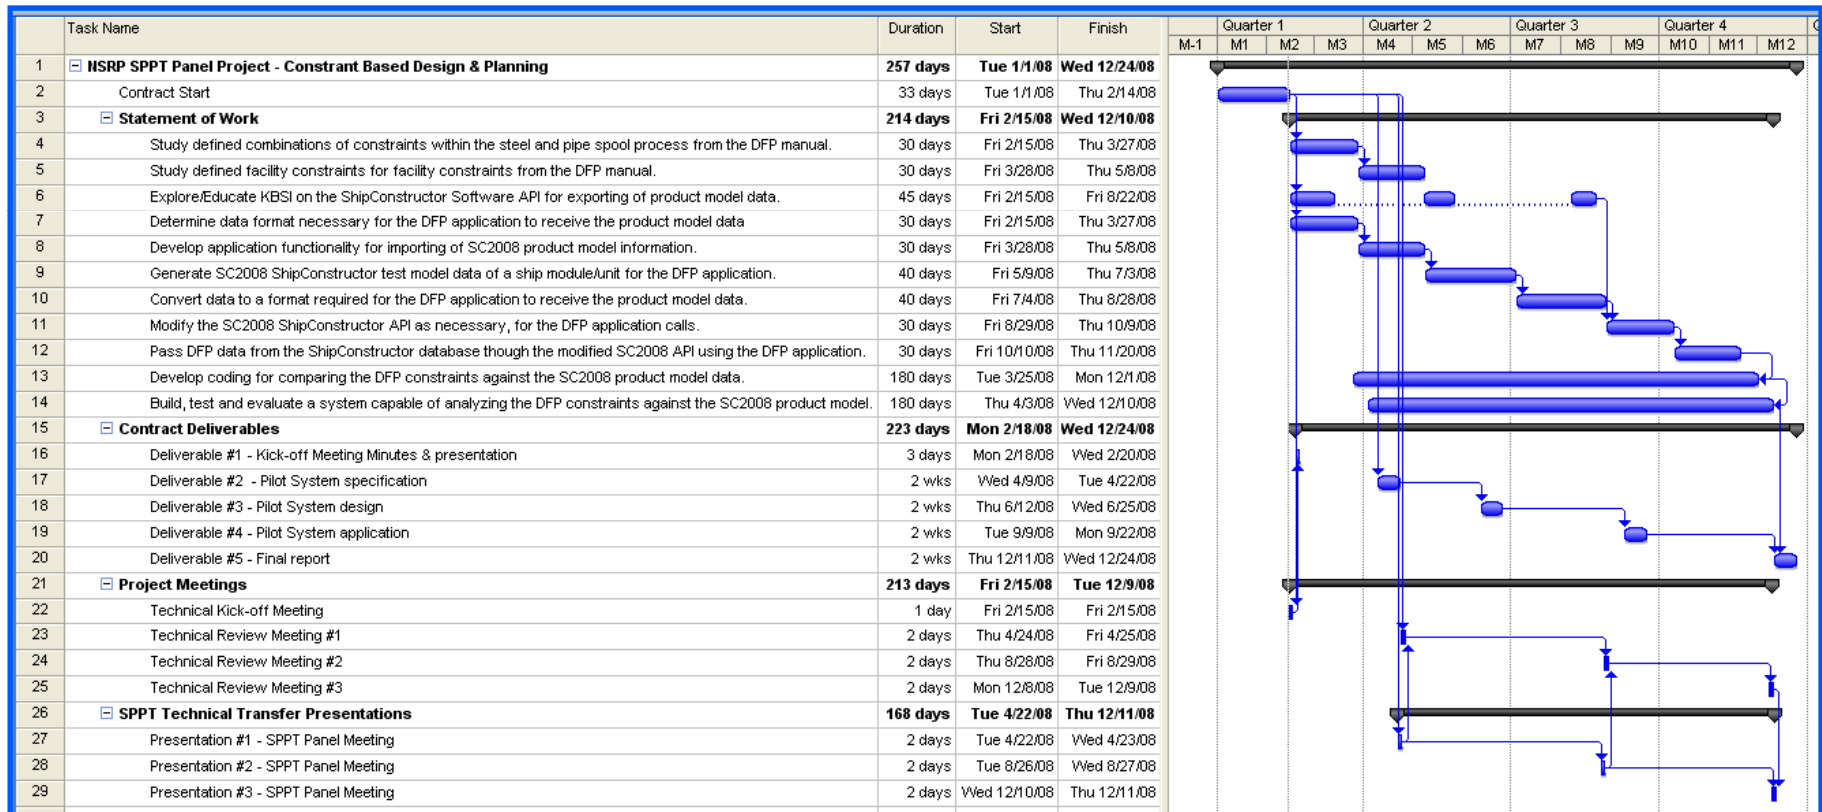 Task Name Duration Start Finish Quarter 1 Quarter 2 Quarter 3 Quarter 4
M-1 M1 M2 M3 M4 M5 M6 M7 M8 M9 M10 M11 M12
1 NSRP SPPT Panel Project - Constrant Based Design & Planning 257 days Tue 1/1/08 Wed 12/24/08
2 Contract Start 33 days Tue 1/1/08 Thu 2/14/08
3 Statement of Work 214 days Fri 2/15/08 Wed 12/10/08
4 Study defined combinations of constraints within the steel and pipe spool process from the DFP manual. 30 days Fri 2/15/08 Thu 3/27/08
5 Study defined facility constraints for facility constraints from the DFP manual. 30 days Fri 3/28/08 Thu 5/8/08
6 Explore/Educate KBSI on the ShipConstructor Software API for exporting of product model data. 45 days Fri 2/15/08 Fri 8/22/08
7 Determine data format necessary for the DFP application to receive the product model data 30 days Fri 2/15/08 Thu 3/27/08
8 Develop application functionality for importing of SC2008 product model information. 30 days Fri 3/28/08 Thu 5/8/08
9 Generate SC2008 ShipConstructor test model data of a ship module/unit for the DFP application. 40 days Fri 5/9/08 Thu 7/3/08
10 Convert data to a format required for the DFP application to receive the product model data. 40 days Fri 7/4/08 Thu 8/28/08
11 Modify the SC2008 ShipConstructor API as necessary, for the DFP application calls. 30 days Fri 8/29/08 Thu 10/9/08
12 Pass DFP data from the ShipConstructor database though the modified SC2008 API using the DFP application. 30 days Fri 10/10/08 Thu 11/20/08
13 Develop coding for comparing the DFP constraints against the SC2008 product model data. 180 days Tue 3/25/08 Mon 12/1/08
14 Build, test and evaluate a system capable of analyzing the DFP constraints against the SC2008 product model. 180 days Thu 4/3/08 Wed 12/10/08
15 Contract Deliverables 223 days Mon 2/18/08 Wed 12/24/08
16 Deliverable #1 - Kick-off Meeting Minutes & presentation 3 days Mon 2/18/08 Wed 2/20/08
17 Deliverable #2 - Pilot System specification 2 wks Wed 4/9/08 Tue 4/22/08
18 Deliverable #3 - Pilot System design 2 wks Thu 6/12/08 Wed 6/25/08
19 Deliverable #4 - Pilot System application 2 wks Tue 9/9/08 Mon 9/22/08
20 Deliverable #5 - Final report 2 wks Thu 12/11/08 Wed 12/24/08
21 Project Meetings 213 days Fri 2/15/08 Tue 12/9/08
22 Technical Kick-off Meeting 1 day Fri 2/15/08 Fri 2/15/08
23 Technical Review Meeting #1 2 days Thu 4/24/08 Fri 4/25/08
24 Technical Review Meeting #2 2 days Thu 8/28/08 Fri 8/29/08
25 Technical Review Meeting #3 2 days Mon 12/8/08 Tue 12/9/08
26 SPPT Technical Transfer Presentations 168 days Tue 4/22/08 Thu 12/11/08
27 Presentation #1 - SPPT Panel Meeting 2 days Tue 4/22/08 Wed 4/23/08
28 Presentation #2 - SPPT Panel Meeting 2 days Tue 8/26/08 Wed 8/27/08
29 Presentation #3 - SPPT Panel Meeting 2 days Wed 12/10/08 Thu 12/11/08